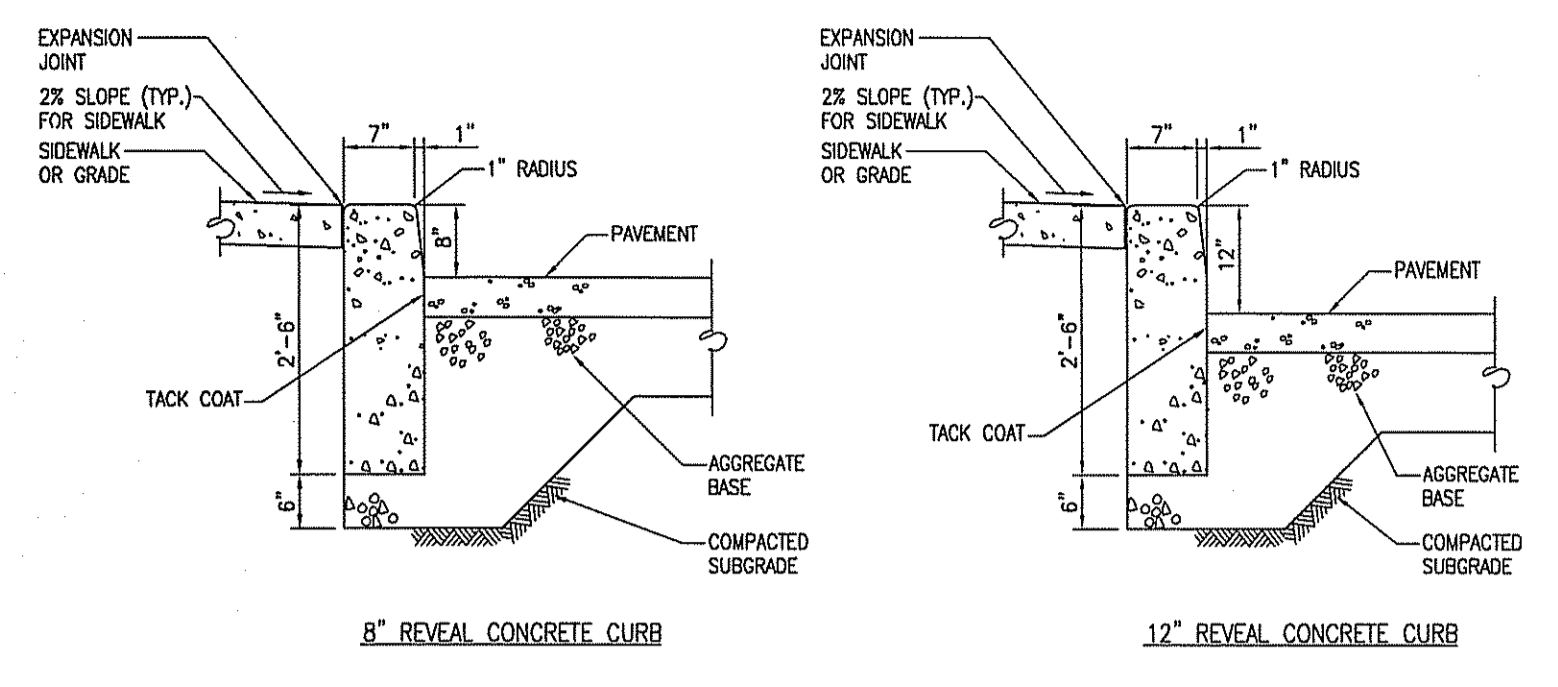 EXPANSION
JOINT
2% SLOPE (TYP.)
FOR SIDEWALK
SIDEWALK
OR GRADE
7"
1"
1" RADIUS
8"
PAVEMENT
2'-6"
TACK COAT
6"
AGGREGATE
BASE
COMPACTED
SUBGRADE
8" REVEAL CONCRETE CURB
EXPANSION
JOINT
2% SLOPE (TYP.)
FOR SIDEWALK
SIDEWALK
OR GRADE
7"
1"
1" RADIUS
12"
PAVEMENT
2'-6"
TACK COAT
6"
AGGREGATE
BASE
COMPACTED
SUBGRADE
12" REVEAL CONCRETE CURB